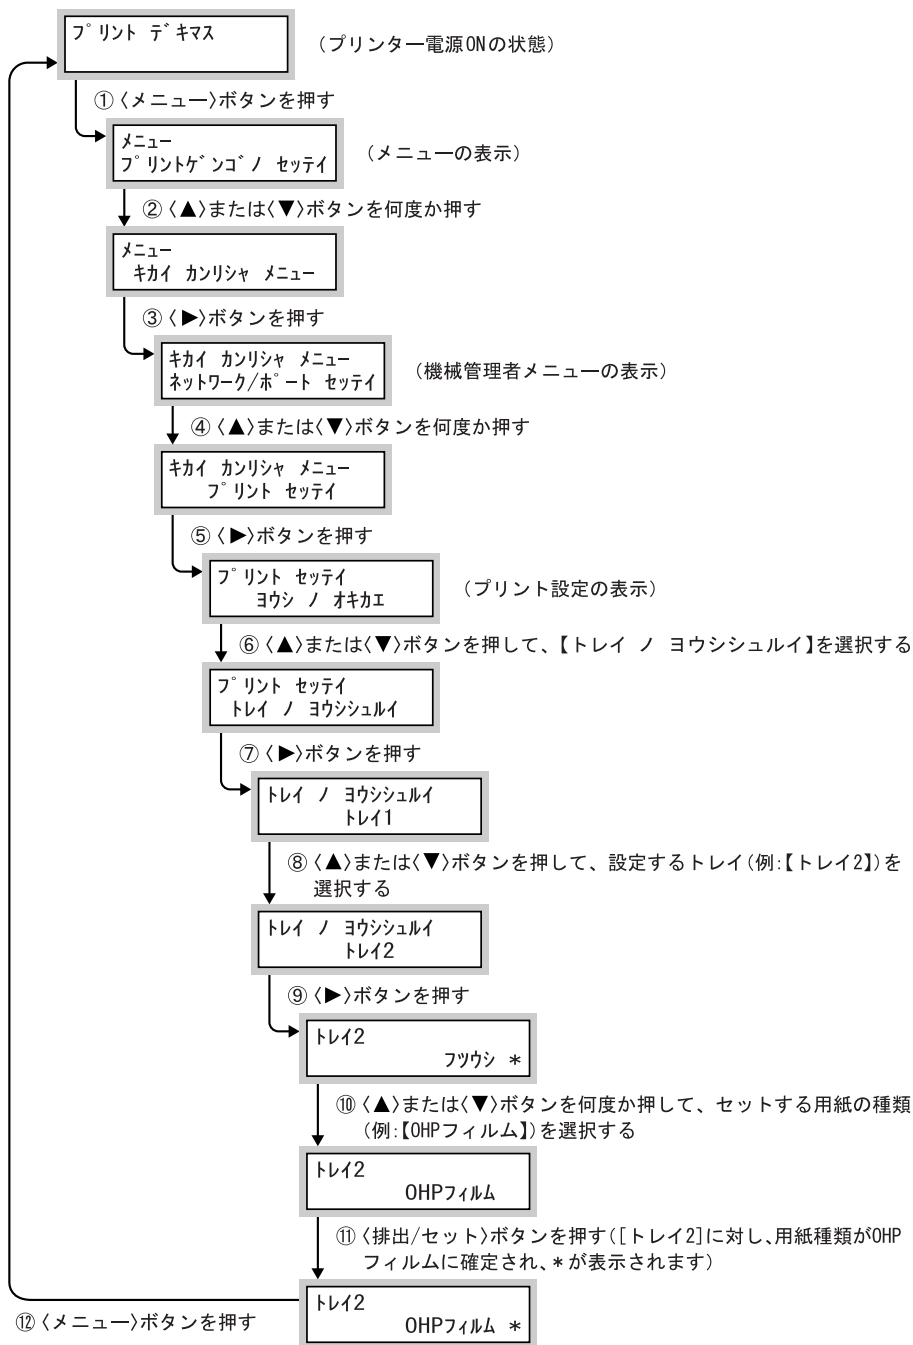 ﾌﾟﾘﾝﾄ ﾃﾞｷﾏｽ
(プリンター電源ONの状態)
①〈メニュー〉ボタンを押す
ﾒﾆｭｰ
ﾌﾟﾘﾝﾄｹﾞﾝｺﾞﾉ ｾｯﾃｲ
(メニューの表示)
②〈▲〉または〈▼〉ボタンを何度か押す
ﾒﾆｭｰ
ｷｶｲ ｶﾝﾘｼｬ ﾒﾆｭｰ
③〈▶〉ボタンを押す
ｷｶｲ ｶﾝﾘｼｬ ﾒﾆｭｰ
ﾈｯﾄﾜｰｸ/ﾎﾟｰﾄ ｾｯﾃｲ
(機械管理者メニューの表示)
④〈▲〉または〈▼〉ボタンを何度か押す
ｷｶｲ ｶﾝﾘｼｬ ﾒﾆｭｰ
ﾌﾟﾘﾝﾄ ｾｯﾃｲ
⑤〈▶〉ボタンを押す
ﾌﾟﾘﾝﾄ ｾｯﾃｲ
ﾖｳｼ ﾉ ｵｷｶｴ
(プリント設定の表示)
⑥〈▲〉または〈▼〉ボタンを押して、【トレイ ノ ヨウシシュルイ】を選択する
ﾌﾟﾘﾝﾄ ｾｯﾃｲ
ﾄﾚｲ ﾉ ﾖｳｼｼｭﾙｲ
⑦〈▶〉ボタンを押す
ﾄﾚｲ ﾉ ﾖｳｼｼｭﾙｲ
ﾄﾚｲ1
⑧〈▲〉または〈▼〉ボタンを押して、設定するトレイ(例:【トレイ2】)を
選択する
ﾄﾚｲ ﾉ ﾖｳｼｼｭﾙｲ
ﾄﾚｲ2
⑨〈▶〉ボタンを押す
ﾄﾚｲ2
ﾌﾂｳｼ *
⑩〈▲〉または〈▼〉ボタンを何度か押して、セットする用紙の種類
(例:【OHPフィルム】)を選択する
ﾄﾚｲ2
OHPﾌｨﾙﾑ
⑪〈排出/セット〉ボタンを押す([トレイ2]に対し、用紙種類がOHP
フィルムに確定され、*が表示されます)
ﾄﾚｲ2
OHPﾌｨﾙﾑ *
⑫〈メニュー〉ボタンを押す